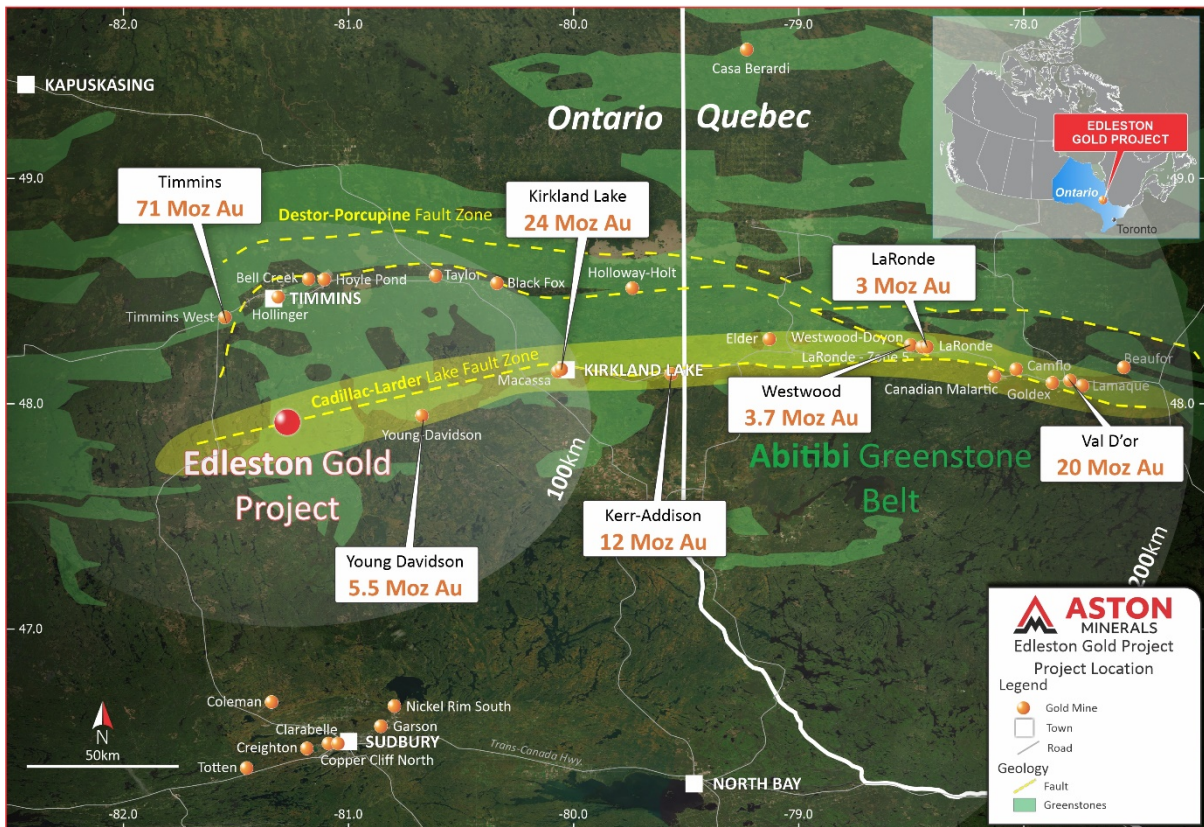 -82.0
-81.0
-80.0
-79.0
-78.0
KAPUSKASING
Casa Berardi
Ontario
Quebec
EDLESTON
GOLD PROJECT
Ontario
Toronto
49.0
49.0
Timmins
71 Moz Au
Destor-Porcupine Fault Zone
Kirkland Lake
24 Moz Au
Bell Creek
Hoyle Pond
Taylor
Black Fox
Holloway-Holt
LaRonde
3 Moz Au
TIMMINS
Hollinger
Timmins West
Elder
Westwood-Doyon
LaRonde
LaRonde - Zone 5
Cadillac-Larder Lake Fault Zone
Macassa
KIRKLAND LAKE
Camflo
Beaufor
Canadian Malartic
Goldex
Lamaque
48.0
48.0
Westwood
3.7 Moz Au
Young Davidson
Edleston Gold
Project
100km
Abitibi Greenstone
Belt
Val D'or
20 Moz Au
Kerr-Addison
12 Moz Au
Young Davidson
5.5 Moz Au
200km
47.0
ASTON
MINERALS
Edleston Gold Project
Project Location
Legend
Gold Mine
Town
Road
Geology
Fault
Greenstones
Coleman
Nickel Rim South
Clarabelle
Garson
Creighton
SUDBURY
Copper Cliff North
Totten
Trans-Canada Hwy.
NORTH BAY
N
50km
-82.0
-81.0
-80.0
-79.0